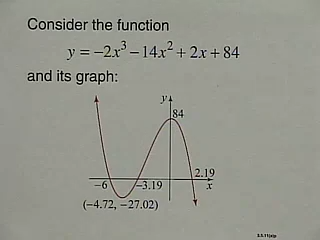 Consider the function
y = −2x³ − 14x² + 2x + 84
and its graph:
y
84
−6
−3.19
2.19
x
(−4.72, −27.02)